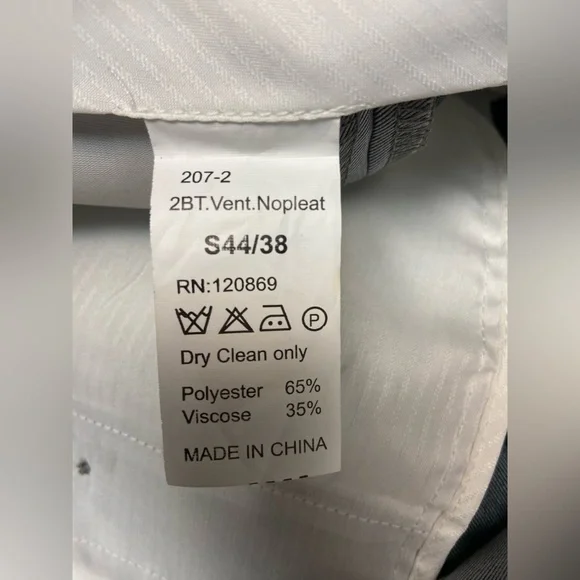 207-2
2BT.Vent.Nopleat
S44/38
RN:120869
P
Dry Clean only
Polyester 65%
Viscose 35%
MADE IN CHINA